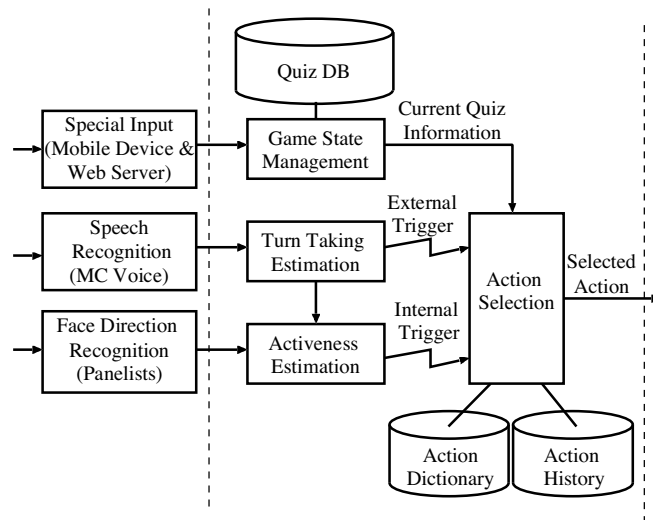 Quiz DB
Current Quiz
Information
Special Input
(Mobile Device &
Web Server)
Game State
Management
External
Trigger
Speech
Recognition
(MC Voice)
Turn Taking
Estimation
Action
Selection
Selected
Action
Internal
Trigger
Face Direction
Recognition
(Panelists)
Activeness
Estimation
Action
Dictionary
Action
History